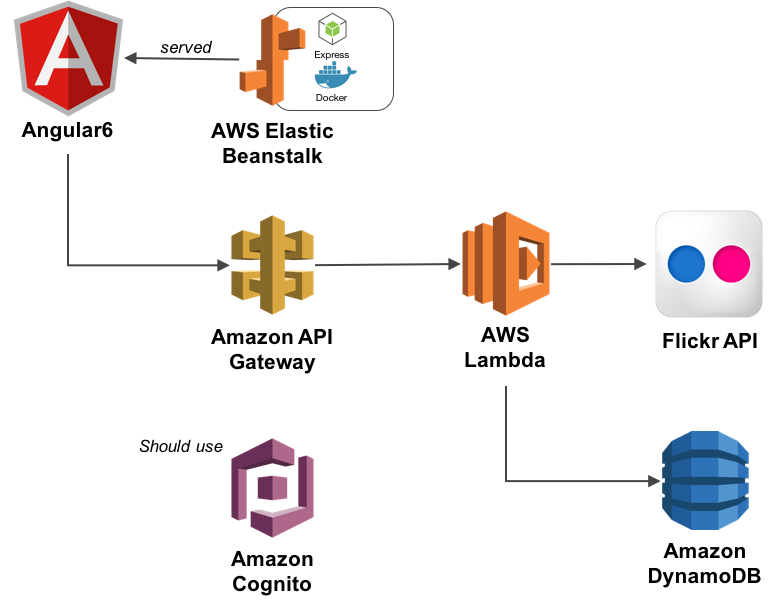 served
Express
Docker
Angular6
AWS Elastic
Beanstalk
Amazon API
Gateway
AWS
Lambda
Flickr API
Should use
Amazon
Cognito
Amazon
DynamoDB